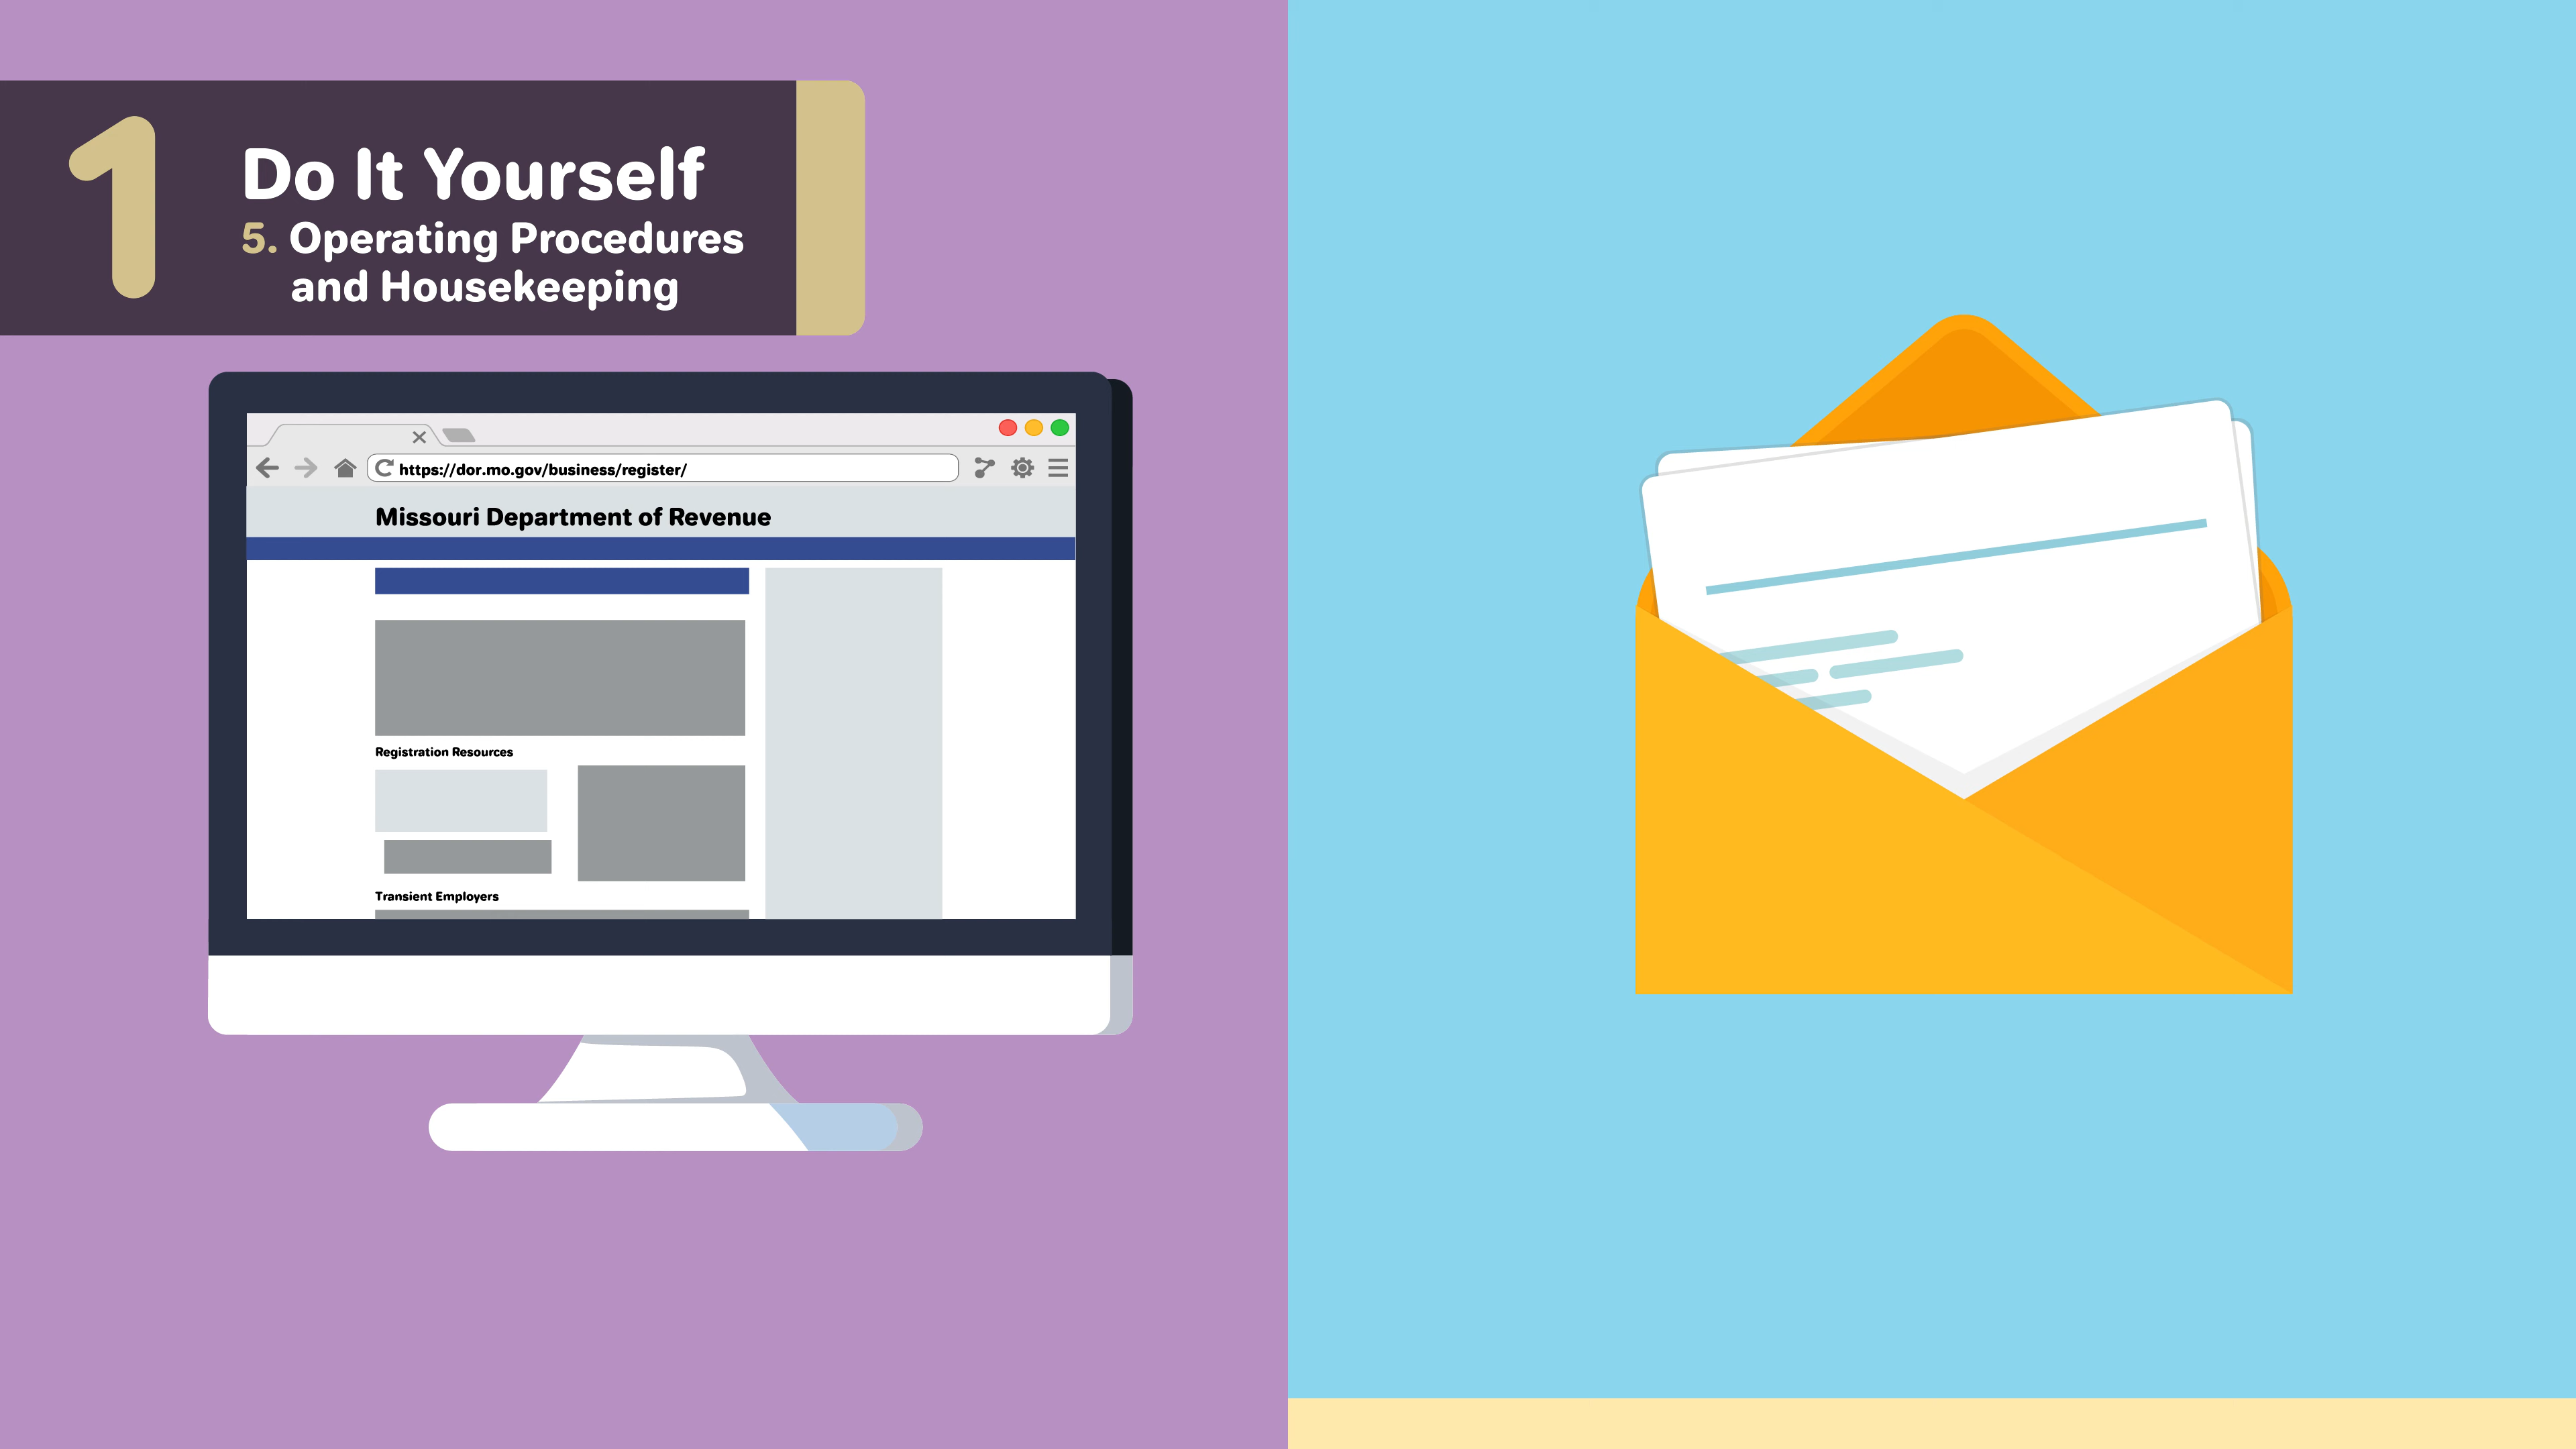 1
Do It Yourself
5. Operating Procedures
and Housekeeping
https://dor.mo.gov/business/register/
Missouri Department of Revenue
Registration Resources
Transient Employers